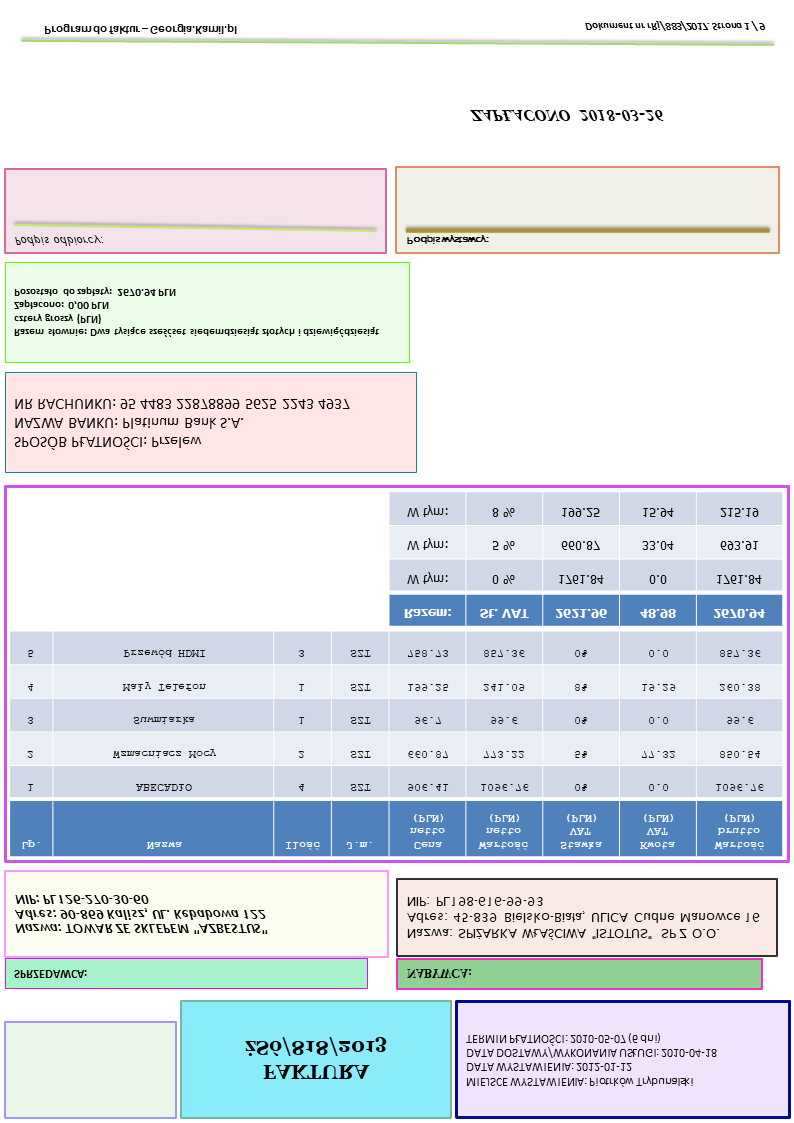 FAKTURA
żSó/818/2013
MIEJSCE WYSTAWIENIA: Piotrków Trybunalski
DATA WYSTAWIENIA: 2012-01-12
DATA DOSTAWY/WYKONANIA USŁUGI: 2010-04-18
TERMIN PŁATNOŚCI: 2010-05-07 (6 dni)
SPRZEDAWCA:
Nazwa: TOWAR ZE SKLEPEM "AZBESTUS"
Adres: 90-869 Kalisz, UL. Kebabowa 122
NIP: PL126-270-30-60
NABYWCA:
Nazwa: SPIŻARKA WŁAŚCIWA "ISTOTUS" SP Z O.O.
Adres: 45-839 Bielsko-Biała, ULICA Cudne Manowce 16
NIP: PL198-616-99-93
Lp. Nazwa Ilość J.m. Cena netto (PLN) Wartość netto (PLN) Stawka VAT (PLN) Kwota VAT (PLN) Wartość brutto (PLN)
1 ABECADłO 4 SZT 906.41 1096.76 0% 0.0 1096.76
2 Wzmacniacz Mocy 2 SZT 660.87 773.22 5% 77.32 850.54
3 Suwmiarka 1 SZT 96.7 99.6 0% 0.0 99.6
4 Mały Telefon 1 SZT 199.25 241.09 8% 19.29 260.38
5 Przewód HDMI 3 SZT 758.73 857.36 0% 0.0 857.36
Razem: St. VAT 2621.96 48.98 2670.94
W tym: 0 % 1761.84 0.0 1761.84
W tym: 5 % 660.87 33.04 693.91
W tym: 8 % 199.25 15.94 215.19
SPOSÓB PŁATNOŚCI: Przelew
NAZWA BANKU: Platinum Bank S.A.
NR RACHUNKU: 95 4483 22878899 5625 2243 4937
Razem słownie: Dwa tysiące sześćset siedemdziesiąt złotych i dziewięćdziesiąt
cztery groszy (PLN)
Zapłacono: 0,00 PLN
Pozostało do zapłaty: 2670.94 PLN
Podpis odbiorcy:
Podpis wystawcy:
ZAPŁACONO 2018-03-26
Program do faktur – Georgia.Kamil.pl
Dokument nr rRj/883/2017. Strona 1 / 9